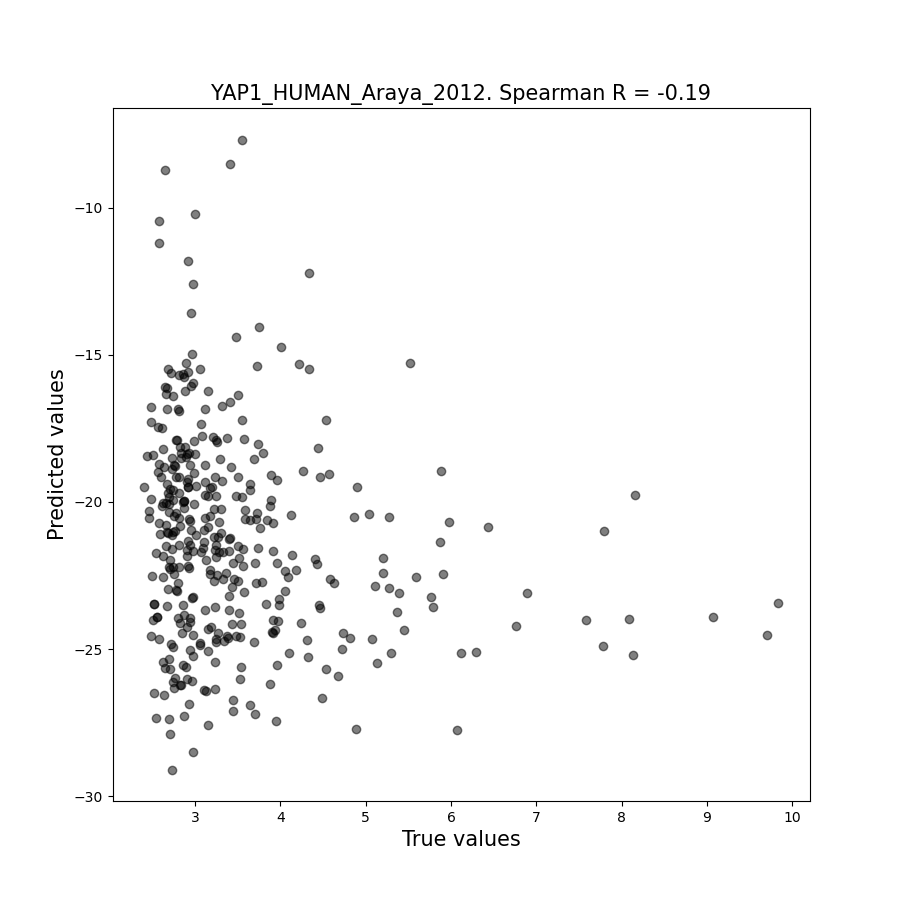 YAP1_HUMAN_Araya_2012. Spearman R = -0.19
Predicted values
−10
−15
−20
−25
−30
3 4 5 6 7 8 9 10
True values